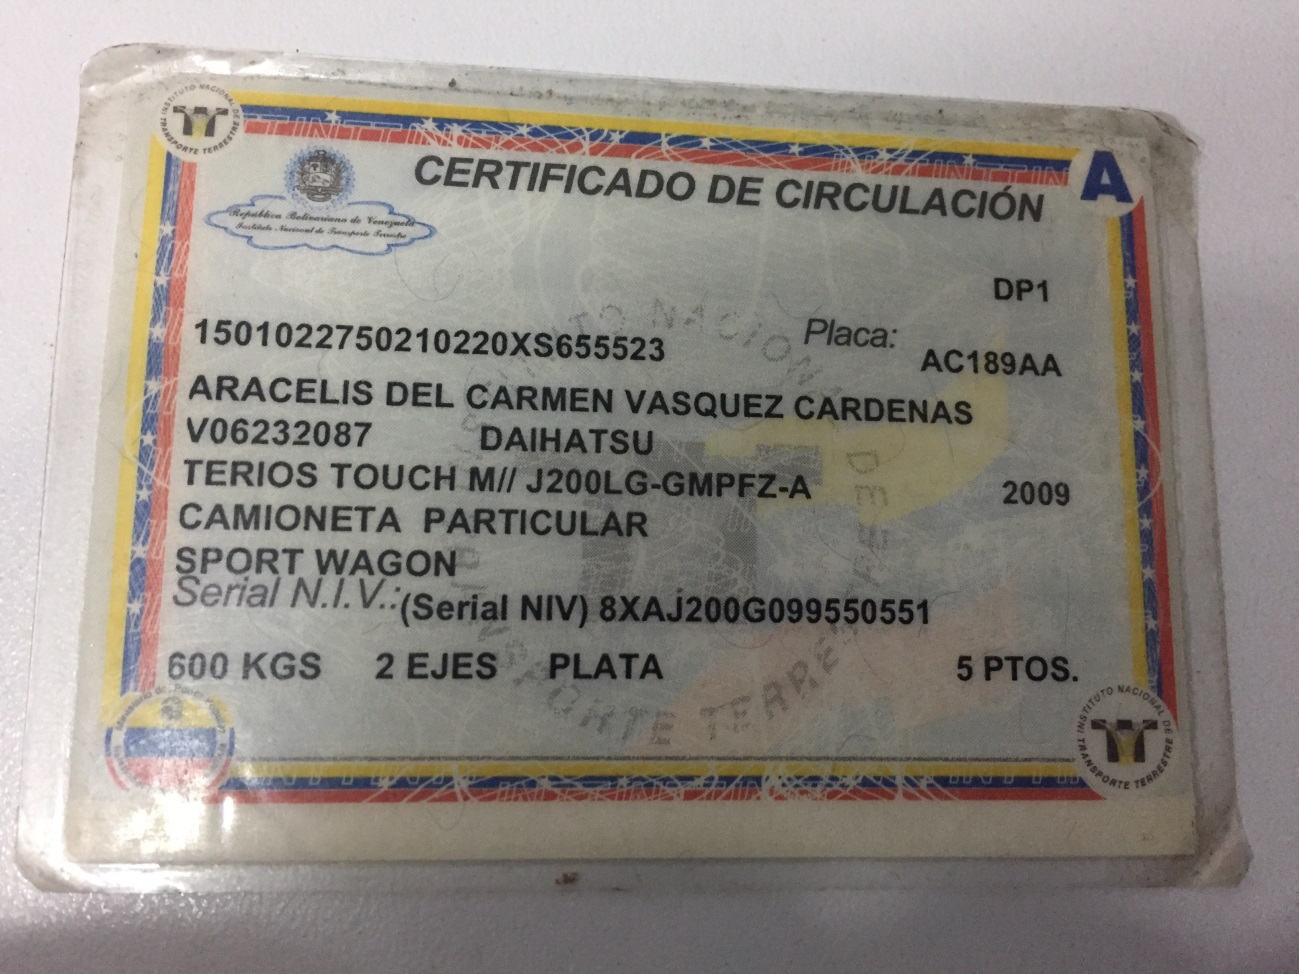 INSTITUTO NACIONAL DE TRANSPORTE TERRESTRE
República Bolivariana de Venezuela
Instituto Nacional de Transporte Terrestre
CERTIFICADO DE CIRCULACIÓN
A
DP1
150102275021022​0XS655523
Placa: AC189AA
ARACELIS DEL CARMEN VASQUEZ CARDENAS
V06232087 DAIHATSU
TERIOS TOUCH M// J200LG-GMPFZ-A 2009
CAMIONETA PARTICULAR
SPORT WAGON
Serial N.I.V.: (Serial NIV) 8XAJ200G099550551
600 KGS 2 EJES PLATA 5 PTOS.
INSTITUTO NACIONAL DE TRANSPORTE TERRESTRE